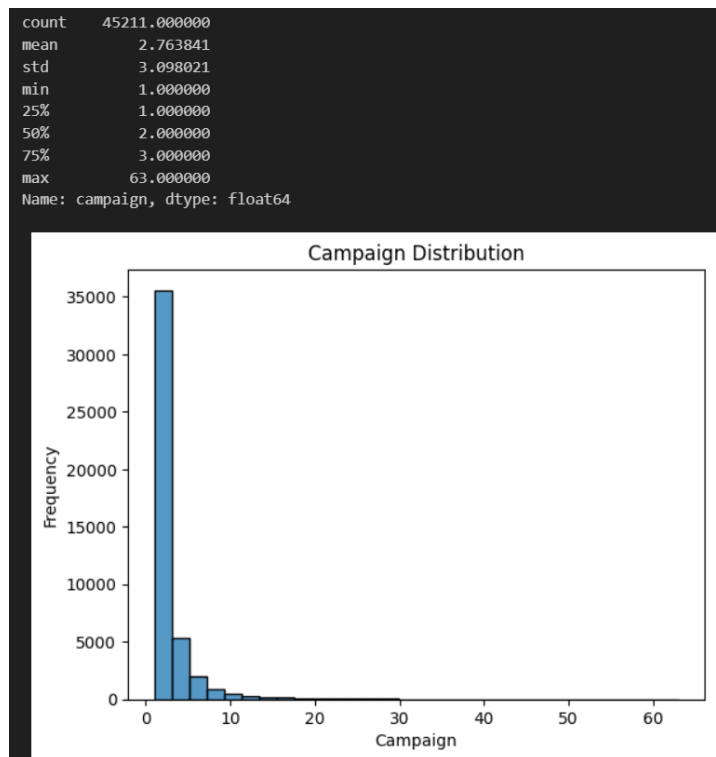 count 45211.000000
mean 2.763841
std 3.098021
min 1.000000
25% 1.000000
50% 2.000000
75% 3.000000
max 63.000000
Name: campaign, dtype: float64
Campaign Distribution
35000
30000
25000
20000
15000
10000
5000
0
Frequency
0 10 20 30 40 50 60
Campaign